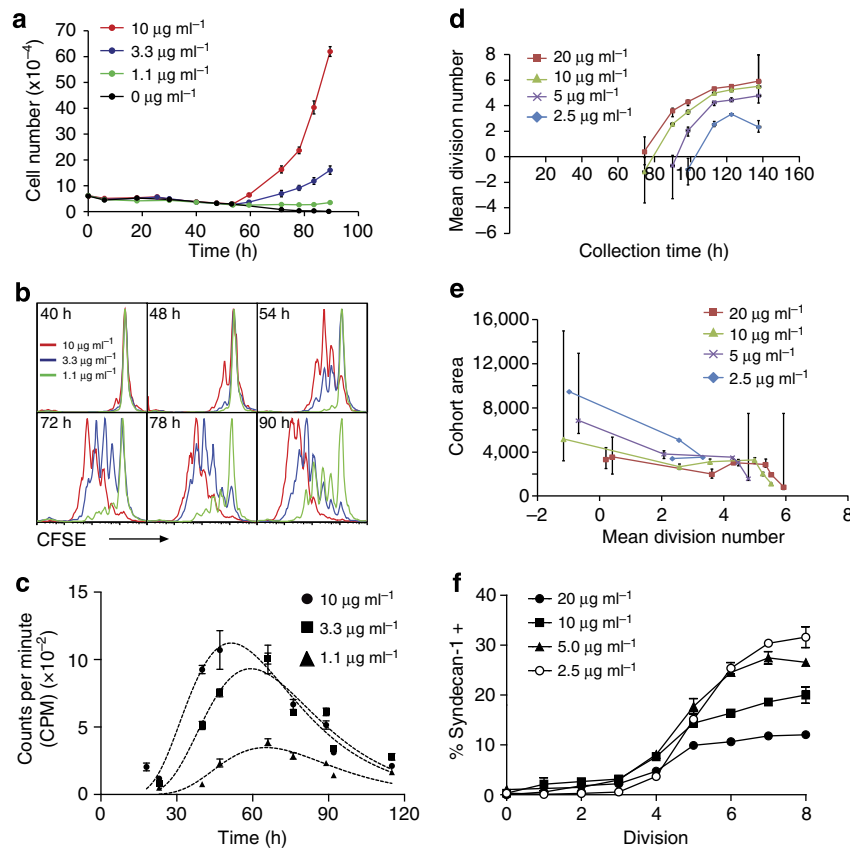 a
10 µg ml⁻¹
3.3 µg ml⁻¹
1.1 µg ml⁻¹
0 µg ml⁻¹
Cell number (x10⁻⁴)
70
60
50
40
30
20
10
0
0 20 40 60 80 100
Time (h)
b
40 h 48 h 54 h
10 µg ml⁻¹
3.3 µg ml⁻¹
1.1 µg ml⁻¹
72 h 78 h 90 h
CFSE
c
10 µg ml⁻¹
3.3 µg ml⁻¹
1.1 µg ml⁻¹
Counts per minute
(CPM) (×10⁻²)
15
10
5
0
0 30 60 90 120
Time (h)
d
20 µg ml⁻¹
10 µg ml⁻¹
5 µg ml⁻¹
2.5 µg ml⁻¹
Mean division number
8
6
4
2
0
−2
−4
−6
20 40 60 80 100 120 140 160
Collection time (h)
e
20 µg ml⁻¹
10 µg ml⁻¹
5 µg ml⁻¹
2.5 µg ml⁻¹
Cohort area
16,000
12,000
8,000
4,000
0
−2 0 2 4 6 8
Mean division number
f
20 µg ml⁻¹
10 µg ml⁻¹
5.0 µg ml⁻¹
2.5 µg ml⁻¹
% Syndecan-1 +
40
30
20
10
0
0 2 4 6 8
Division